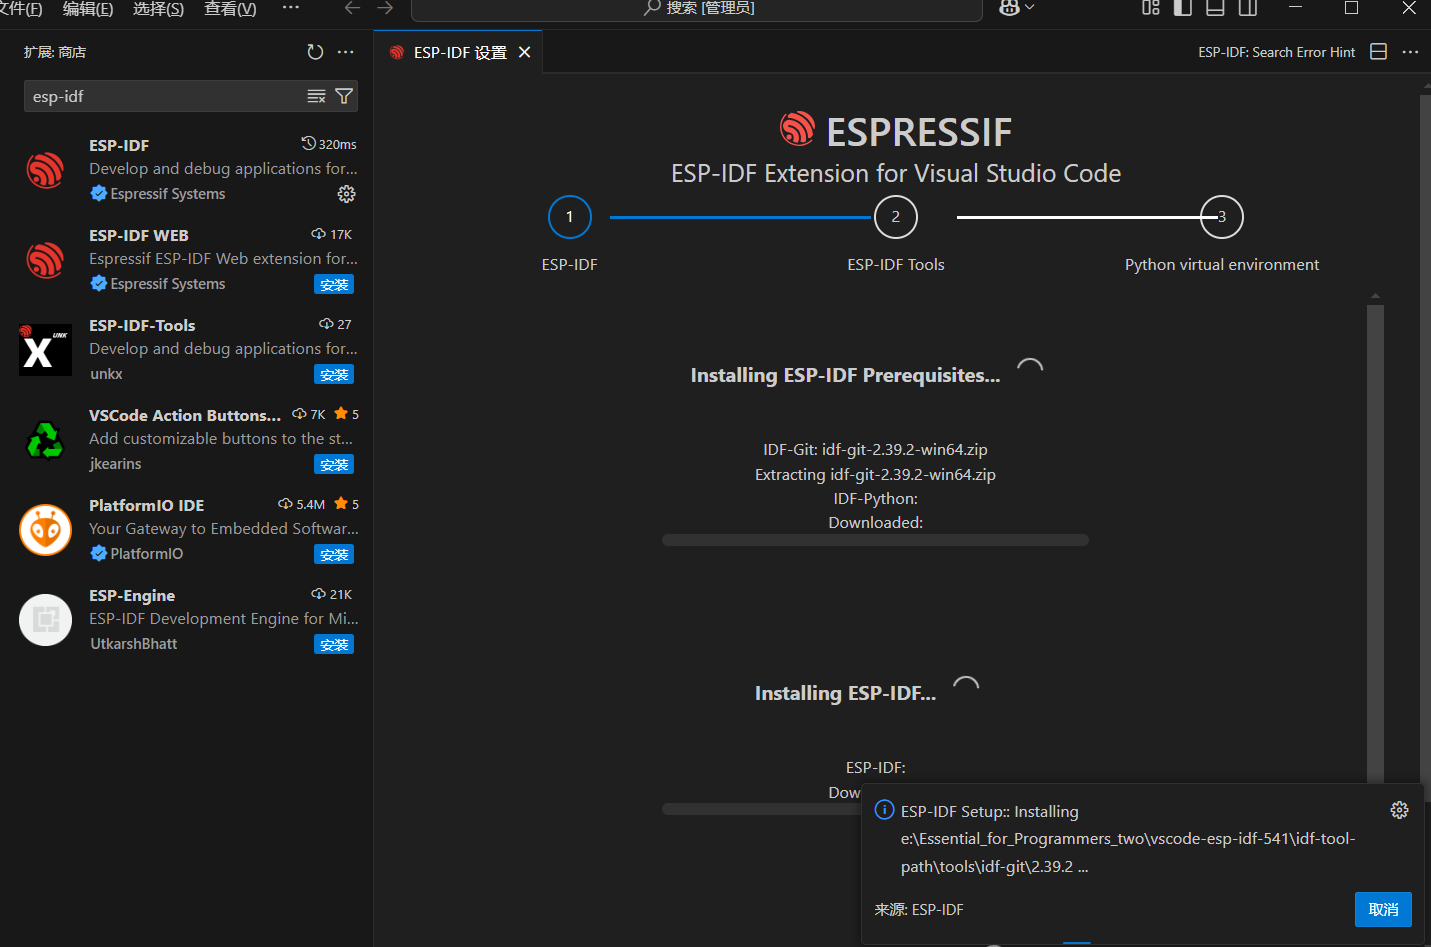 文件(F) 编辑(E) 选择(S) 查看(V) ···
搜索 [管理员]
扩展: 商店
ESP-IDF 设置
ESP-IDF: Search Error Hint
esp-idf
ESP-IDF 320ms
Develop and debug applications for...
Espressif Systems
ESP-IDF WEB 17K
Espressif ESP-IDF Web extension for...
Espressif Systems 安装
ESP-IDF-Tools 27
Develop and debug applications for...
unkx 安装
X UNK
VSCode Action Buttons... 7K 5
Add customizable buttons to the st...
jkearins 安装
PlatformIO IDE 5.4M 5
Your Gateway to Embedded Softwar...
PlatformIO 安装
ESP-Engine 21K
ESP-IDF Development Engine for Mi...
UtkarshBhatt 安装
ESPRESSIF
ESP-IDF Extension for Visual Studio Code
1 2 3
ESP-IDF ESP-IDF Tools Python virtual environment
Installing ESP-IDF Prerequisites...
IDF-Git: idf-git-2.39.2-win64.zip
Extracting idf-git-2.39.2-win64.zip
IDF-Python:
Downloaded:
Installing ESP-IDF...
ESP-IDF:
Dow
ESP-IDF Setup:: Installing
e:\Essential_for_Programmers_two\vscode-esp-idf-541\idf-tool-
path\tools\idf-git\2.39.2 ...
来源: ESP-IDF
取消